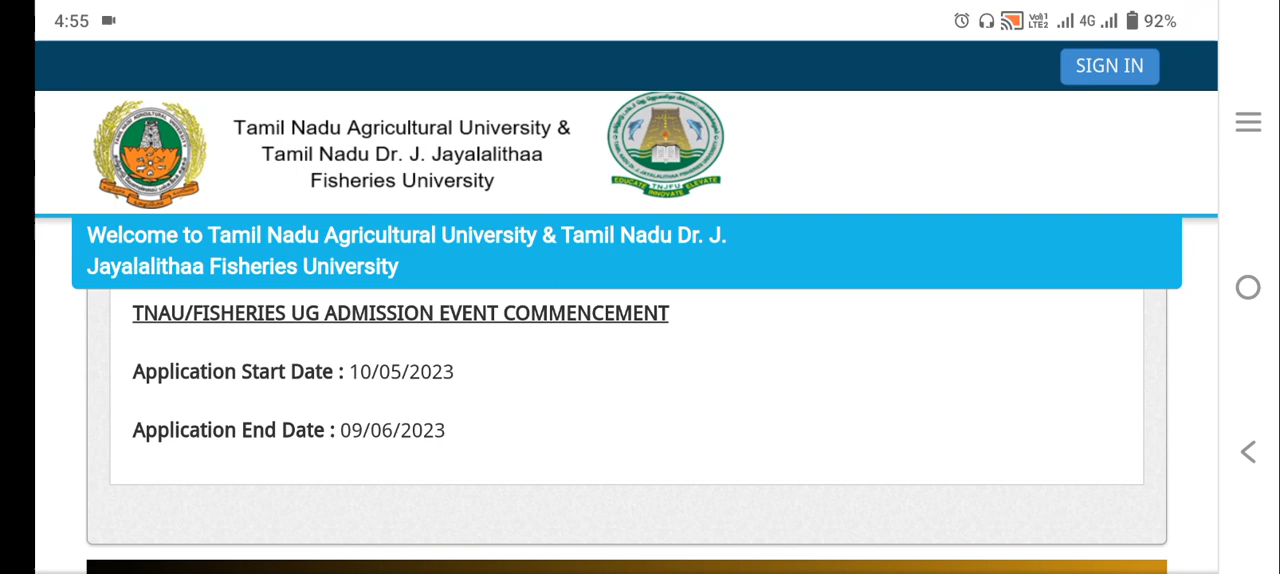 4:55
4G 92%
SIGN IN
Tamil Nadu Agricultural University &
Tamil Nadu Dr. J. Jayalalithaa
Fisheries University
EDUCATE TNJFU ELEVATE
INNOVATE
Welcome to Tamil Nadu Agricultural University & Tamil Nadu Dr. J.
Jayalalithaa Fisheries University
TNAU/FISHERIES UG ADMISSION EVENT COMMENCEMENT
Application Start Date : 10/05/2023
Application End Date : 09/06/2023